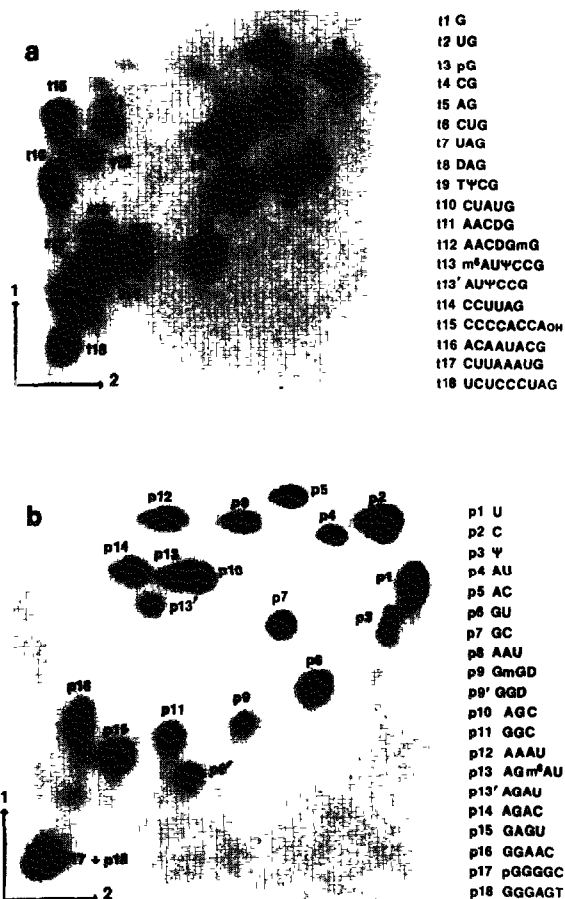 a
t15
t16
t18
1
2
t1 G
t2 UG
t3 pG
t4 CG
t5 AG
t6 CUG
t7 UAG
t8 DAG
t9 TΨCG
t10 CUAUG
t11 AACDG
t12 AACDGmG
t13 m⁶AUΨCCG
t13' AUΨCCG
t14 CCUUAG
t15 CCCCACCAOH
t16 ACAAUACG
t17 CUUAAAUG
t18 UCUCCCUAG
b
p12
p5
p4
p2
p14
p13
p10
p13'
p7
p1
p3
p6
p16
p15
p11
p9
p9'
17 + p18
1
2
p1 U
p2 C
p3 Ψ
p4 AU
p5 AC
p6 GU
p7 GC
p8 AAU
p9 GmGD
p9' GGD
p10 AGC
p11 GGC
p12 AAAU
p13 AGm⁶AU
p13' AGAU
p14 AGAC
p15 GAGU
p16 GGAAC
p17 pGGGGC
p18 GGGAGT